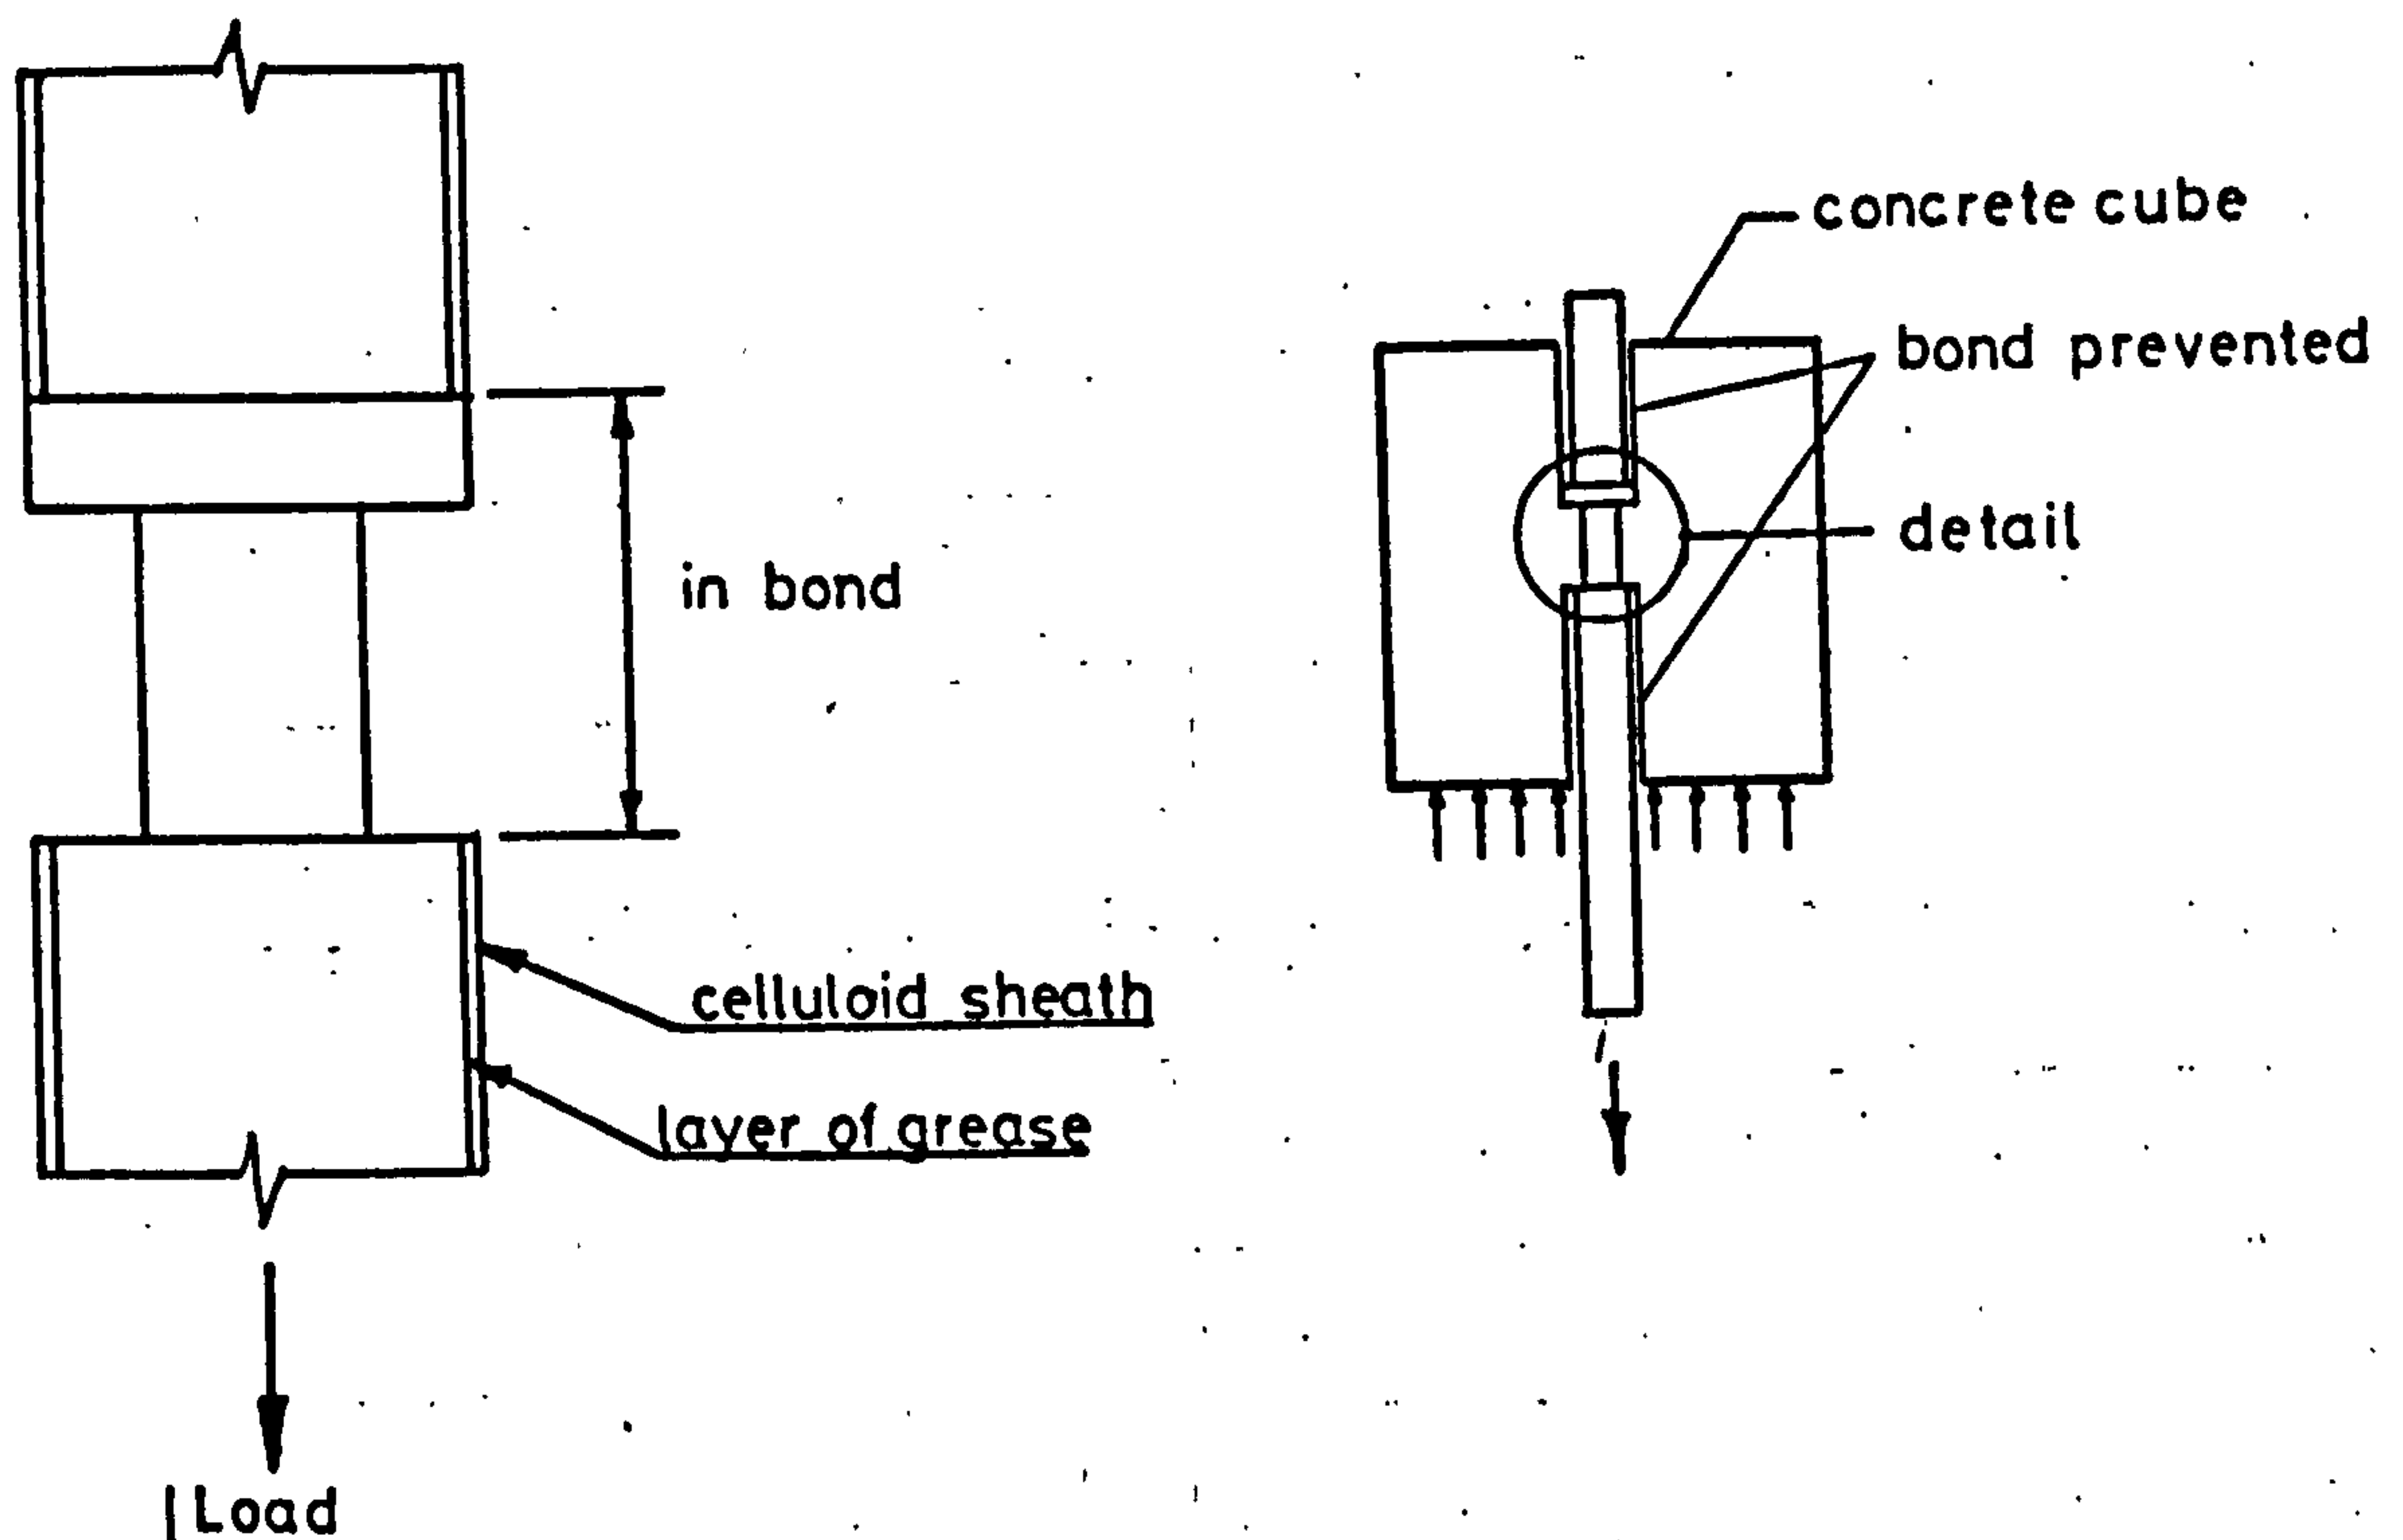 concrete cube
bond prevented
detail
in bond
celluloid sheath
layer of grease
Load